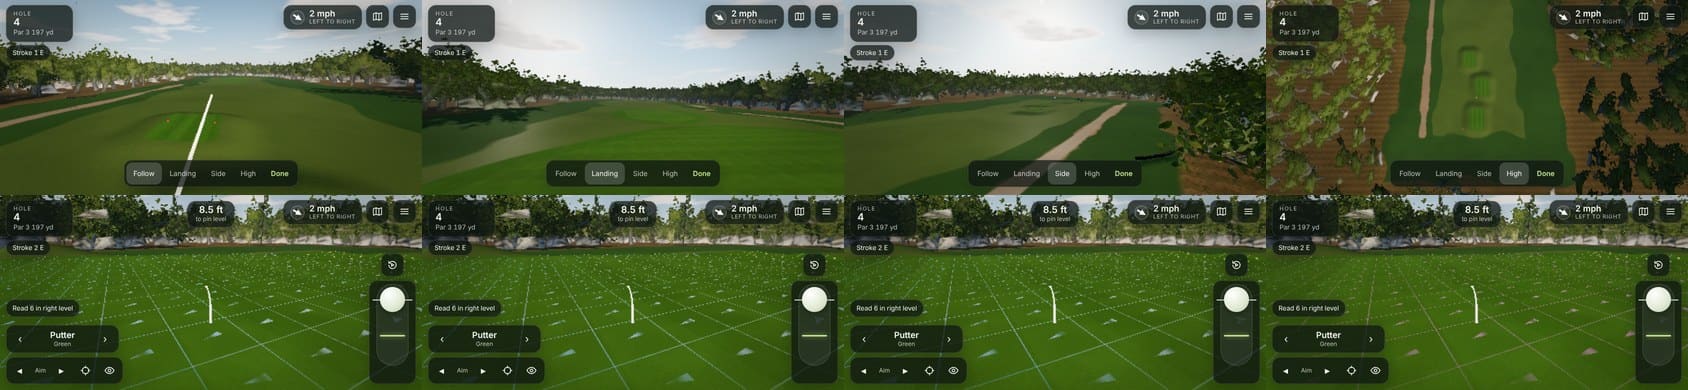 HOLE
4
Par 3 197 yd
2 mph
LEFT TO RIGHT
Stroke 1 E
Follow Landing Side High Done
HOLE
4
Par 3 197 yd
2 mph
LEFT TO RIGHT
Stroke 1 E
Follow Landing Side High Done
HOLE
4
Par 3 197 yd
2 mph
LEFT TO RIGHT
Stroke 1 E
Follow Landing Side High Done
HOLE
4
Par 3 197 yd
2 mph
LEFT TO RIGHT
Stroke 1 E
Follow Landing Side High Done
HOLE
4
Par 3 197 yd
8.5 ft
to pin level
2 mph
LEFT TO RIGHT
Stroke 2 E
Read 6 in right level
Putter
Green
Aim
HOLE
4
Par 3 197 yd
8.5 ft
to pin level
2 mph
LEFT TO RIGHT
Stroke 2 E
Read 6 in right level
Putter
Green
Aim
HOLE
4
Par 3 197 yd
8.5 ft
to pin level
2 mph
LEFT TO RIGHT
Stroke 2 E
Read 6 in right level
Putter
Green
Aim
HOLE
4
Par 3 197 yd
8.5 ft
to pin level
2 mph
LEFT TO RIGHT
Stroke 2 E
Read 6 in right level
Putter
Green
Aim